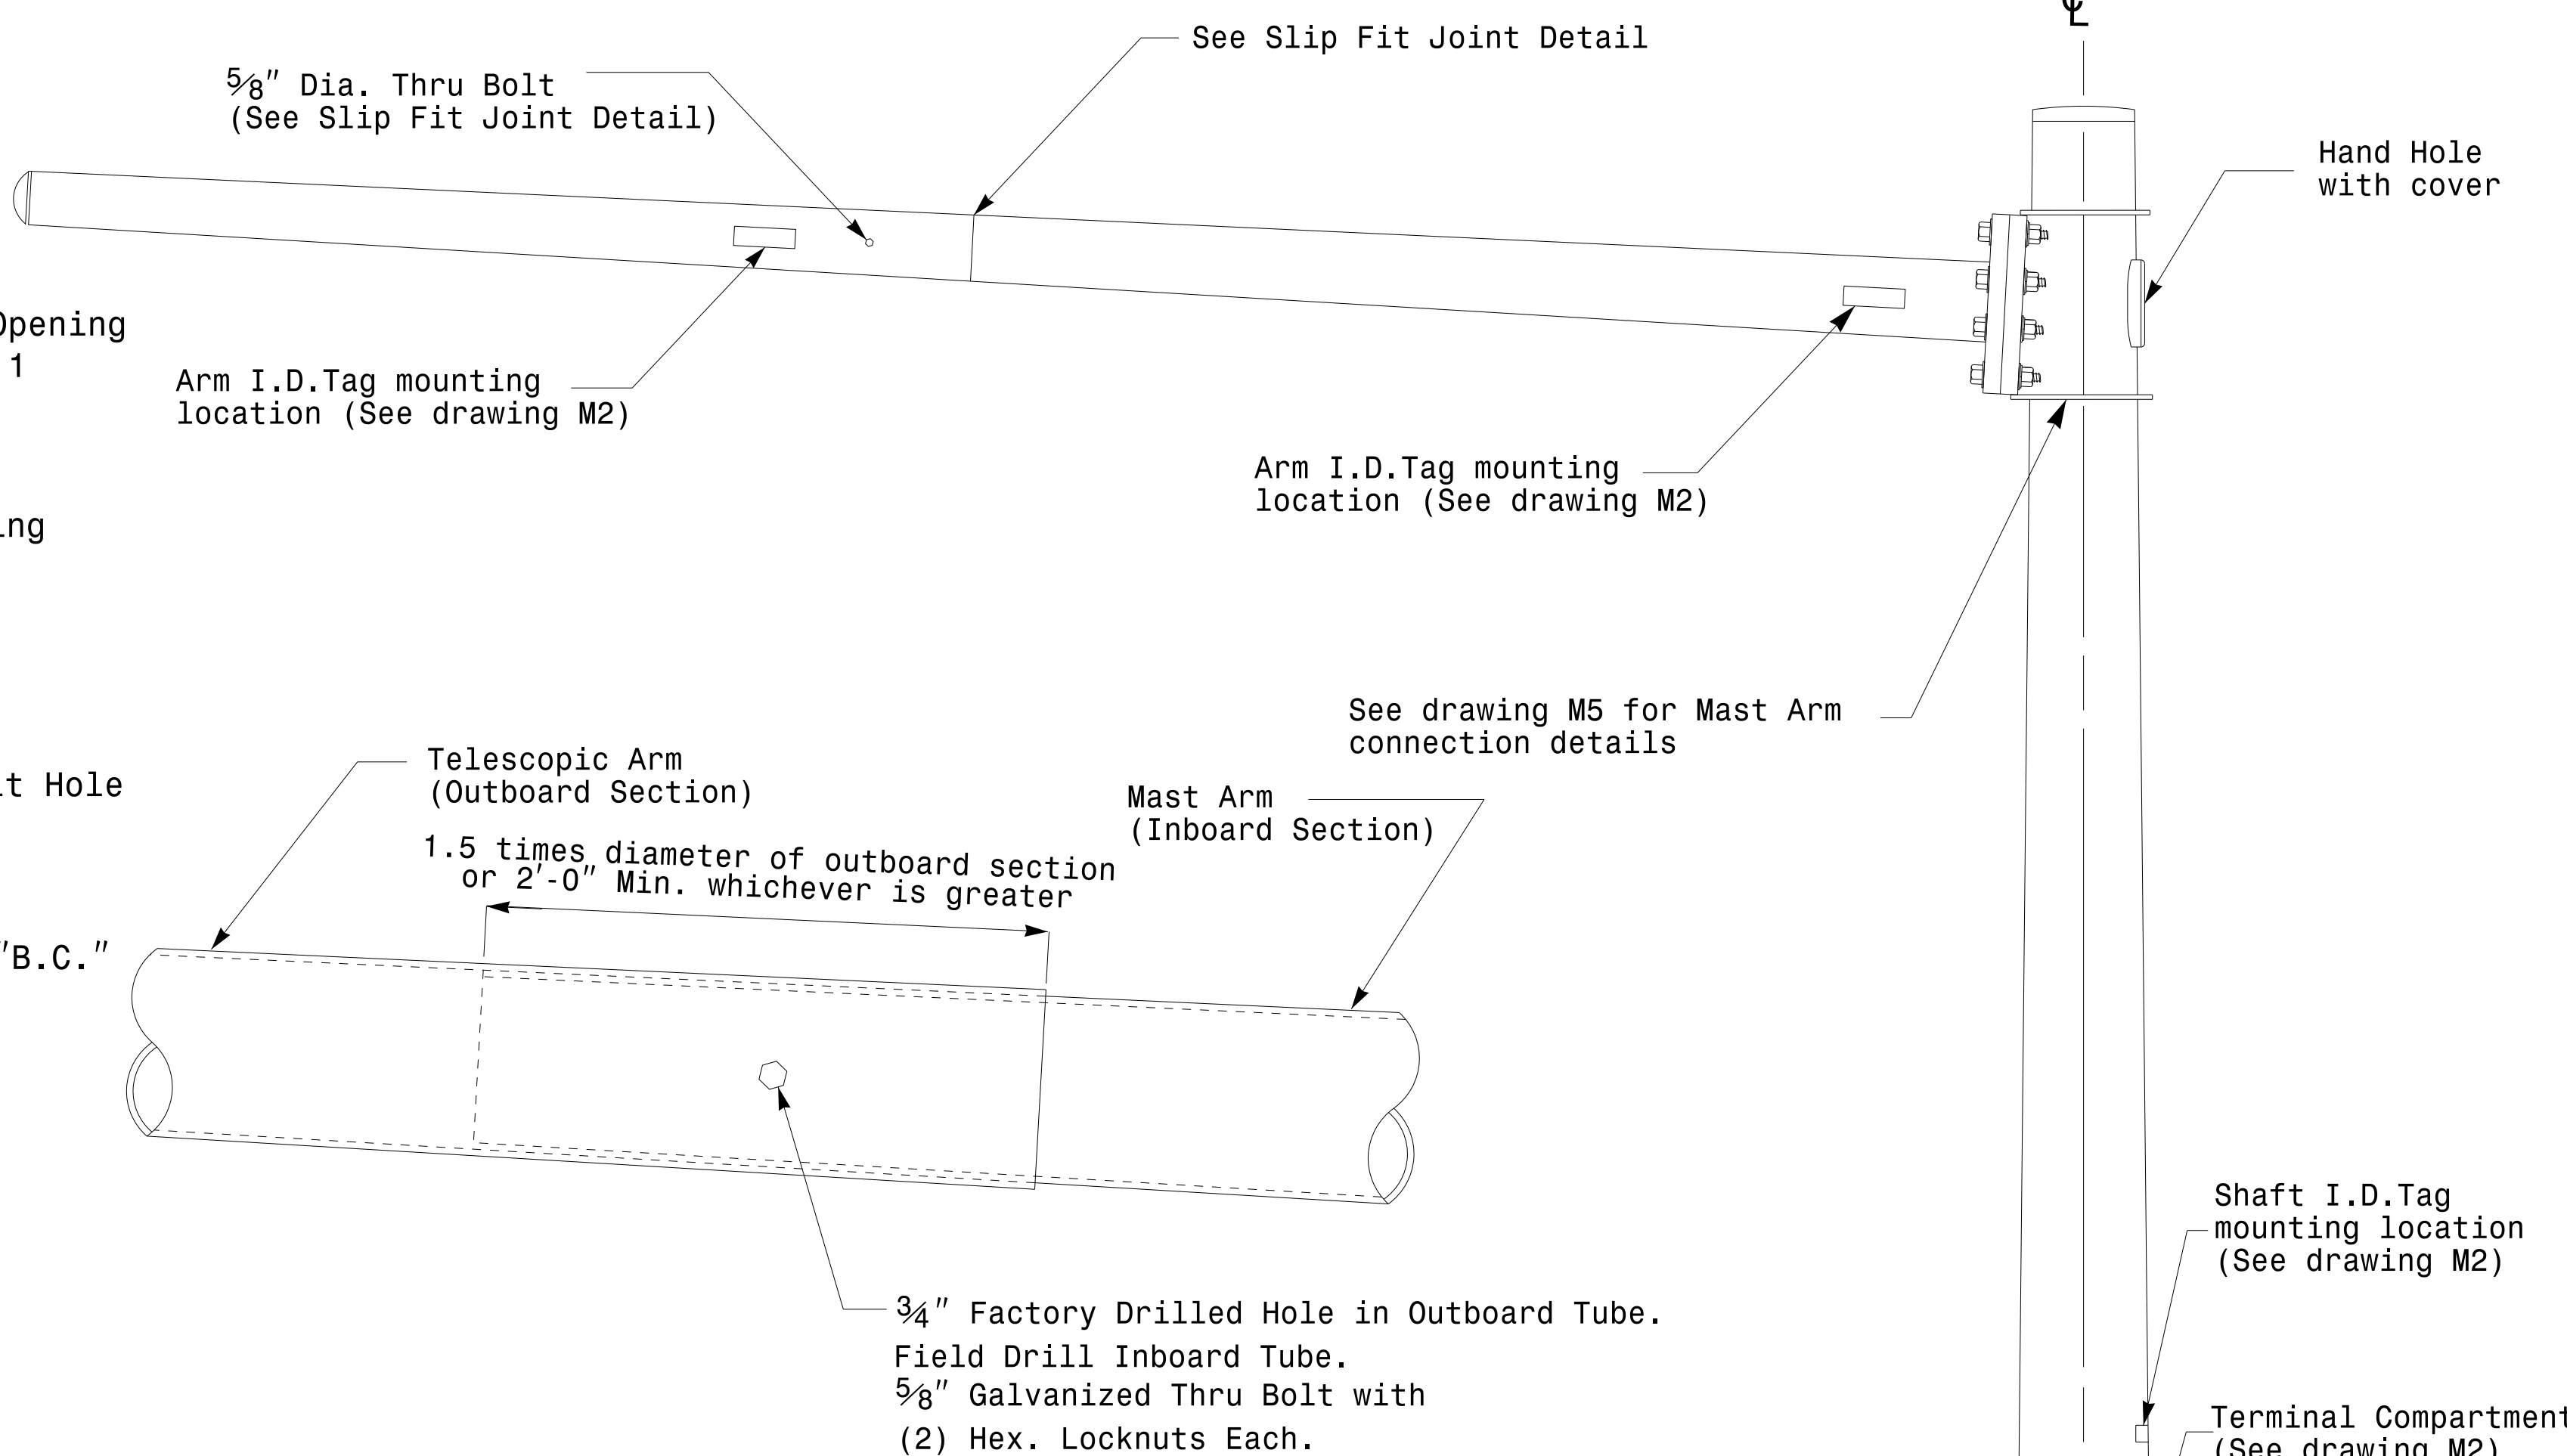 ℄
See Slip Fit Joint Detail
5/8" Dia. Thru Bolt
(See Slip Fit Joint Detail)
Hand Hole
with cover
Opening
1
Arm I.D.Tag mounting
location (See drawing M2)
Arm I.D.Tag mounting
location (See drawing M2)
See drawing M5 for Mast Arm
connection details
Telescopic Arm
(Outboard Section)
Hole
Mast Arm
(Inboard Section)
1.5 times diameter of outboard section
or 2'-0" Min. whichever is greater
"B.C."
Shaft I.D.Tag
mounting location
(See drawing M2)
3/4" Factory Drilled Hole in Outboard Tube.
Field Drill Inboard Tube.
5/8" Galvanized Thru Bolt with
(2) Hex. Locknuts Each.
Terminal Compartment
(See drawing M2)